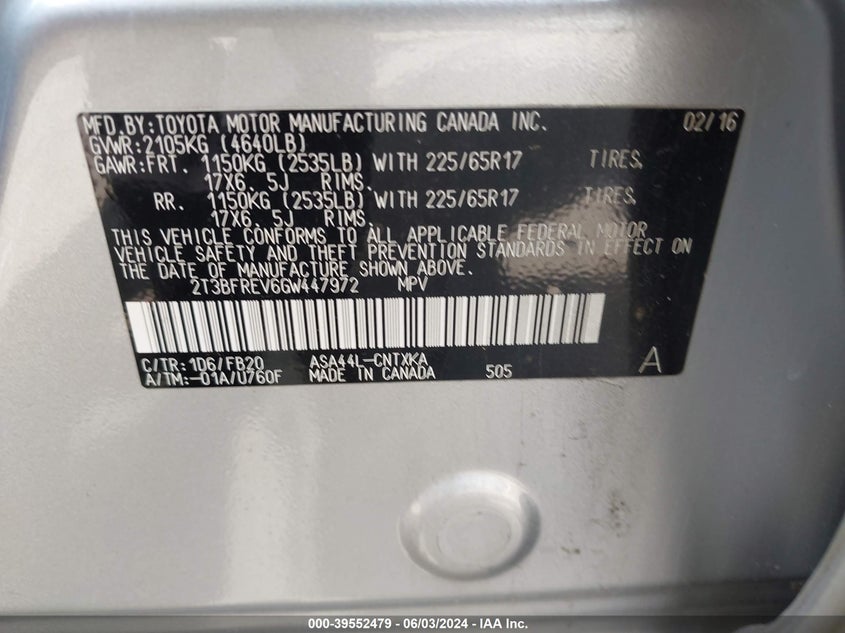 MFD.BY:TOYOTA MOTOR MANUFACTURING CANADA INC. 02/16
GVWR:2105KG (4640LB)
GAWR:FRT. 1150KG (2535LB) WITH 225/65R17 TIRES,
17X6. 5J RIMS.
RR. 1150KG (2535LB) WITH 225/65R17 TIRES,
17X6. 5J RIMS.
THIS VEHICLE CONFORMS TO ALL APPLICABLE FEDERAL MOTOR
VEHICLE SAFETY AND THEFT PREVENTION STANDARDS IN EFFECT ON
THE DATE OF MANUFACTURE SHOWN ABOVE.
2T3BFREV6GW447972 MPV
C/TR:1D6/FB20 ASA44L-CNTXKA A
A/TM:-01A/U760F MADE IN CANADA 505
000-39552479 - 06/03/2024 - IAA Inc.